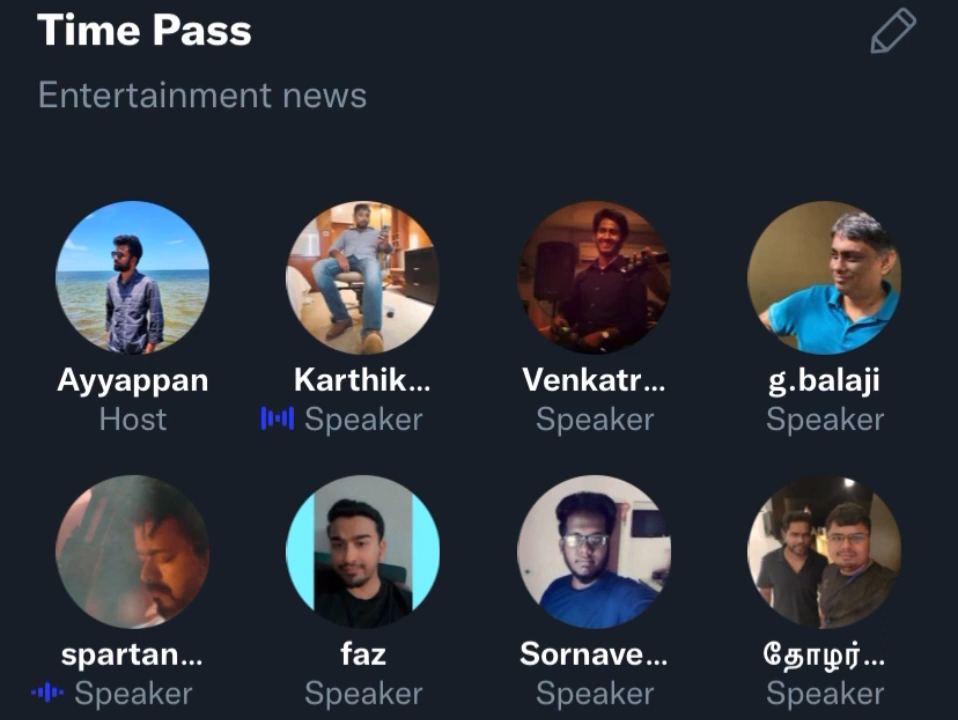 Time Pass
Entertainment news
Ayyappan Karthik... Venkatr... g.balaji
Host Speaker Speaker Speaker
spartan... faz Sornave... தோழர்...
Speaker Speaker Speaker Speaker